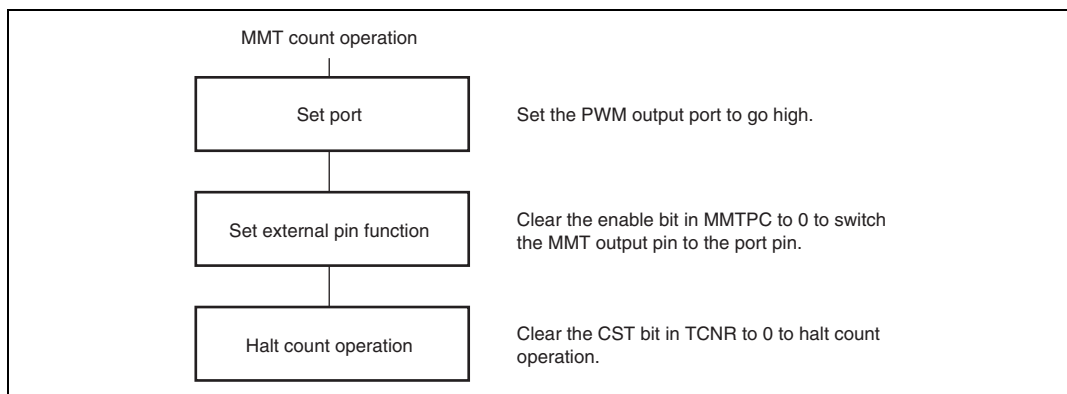 MMT count operation
Set port
Set the PWM output port to go high.
Set external pin function
Clear the enable bit in MMTPC to 0 to switch
the MMT output pin to the port pin.
Halt count operation
Clear the CST bit in TCNR to 0 to halt count
operation.